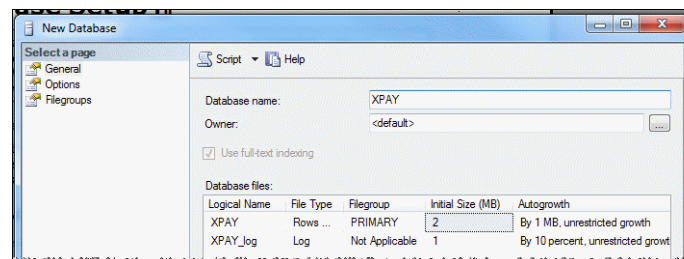 New Database
Select a page
General
Options
Filegroups
Script Help
Database name: XPAY
Owner: <default>
...
Use full-text indexing
Database files:
Logical Name File Type Filegroup Initial Size (MB) Autogrowth
XPAY Rows ... PRIMARY 2 By 1 MB, unrestricted growth
XPAY_log Log Not Applicable 1 By 10 percent, unrestricted growt